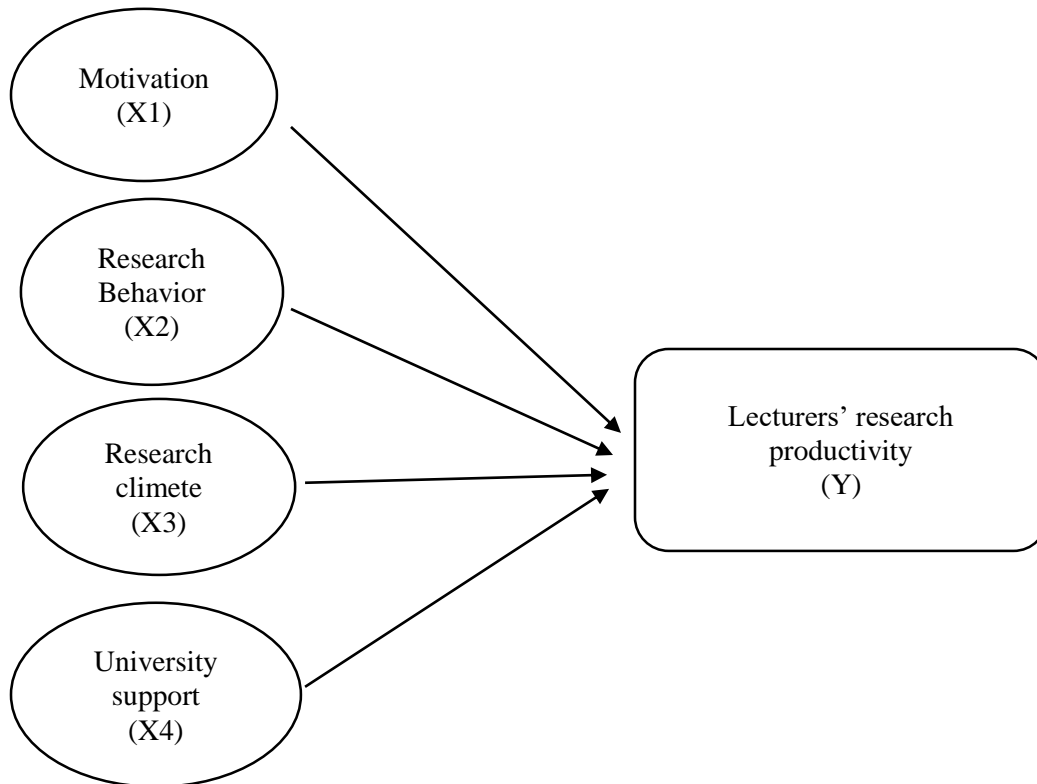 Motivation
(X1)
Research
Behavior
(X2)
Research
climete
(X3)
University
support
(X4)
Lecturers’ research
productivity
(Y)